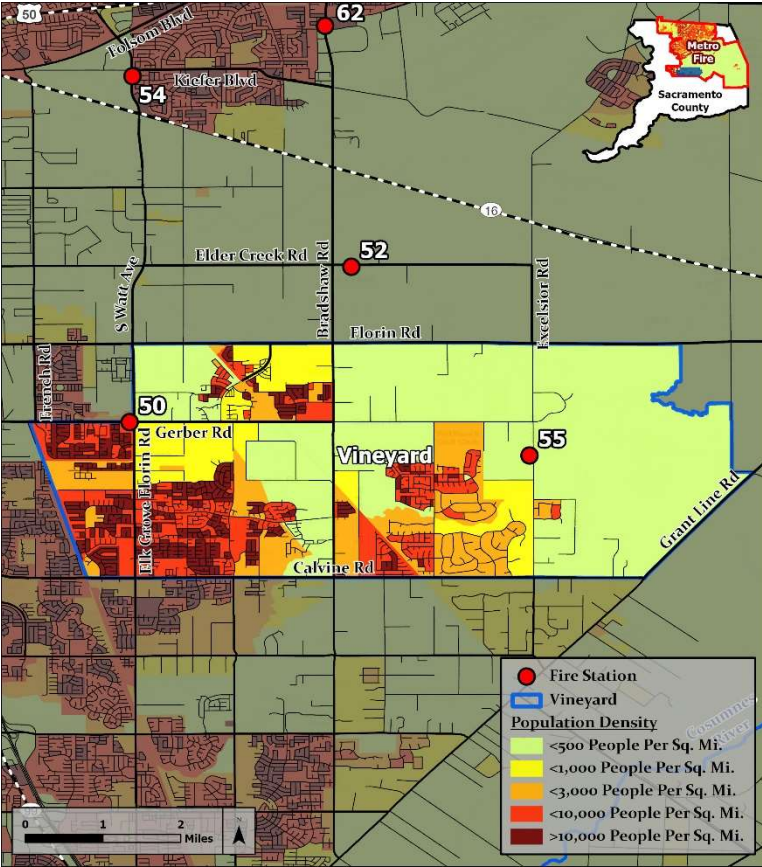 50
62
Folsom Blvd
Kiefer Blvd
54
Metro
Fire
Sacramento
County
16
Elder Creek Rd
52
S Watt Ave
Bradshaw Rd
Excelsior Rd
Florin Rd
French Rd
50
Gerber Rd
Vineyard
55
Elk Grove Florin Rd
Grant Line Rd
Calvine Rd
Fire Station
Vineyard
Population Density
<500 People Per Sq. Mi.
<1,000 People Per Sq. Mi.
<3,000 People Per Sq. Mi.
<10,000 People Per Sq. Mi.
>10,000 People Per Sq. Mi.
Cosumnes
River
99
0 1 2
Miles
N